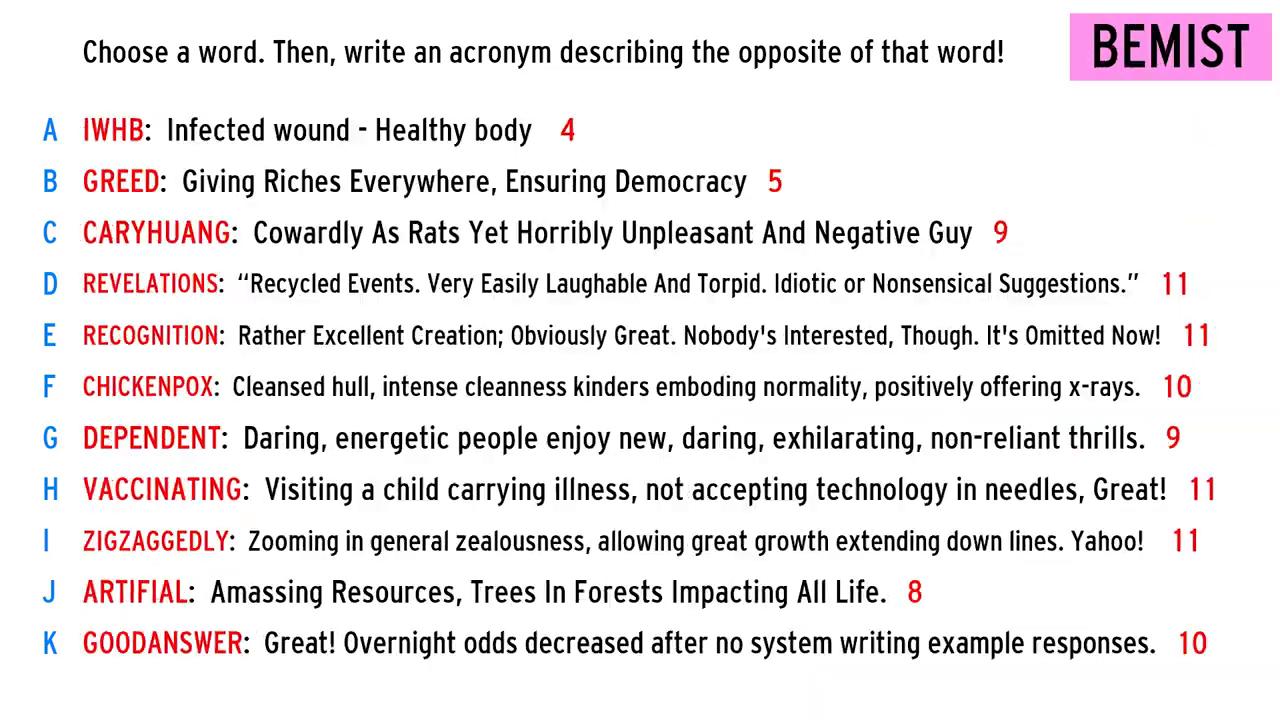 Choose a word. Then, write an acronym describing the opposite of that word!
BEMIST
A IWHB: Infected wound - Healthy body 4
B GREED: Giving Riches Everywhere, Ensuring Democracy 5
C CARYHUANG: Cowardly As Rats Yet Horribly Unpleasant And Negative Guy 9
D REVELATIONS: “Recycled Events. Very Easily Laughable And Torpid. Idiotic or Nonsensical Suggestions.” 11
E RECOGNITION: Rather Excellent Creation; Obviously Great. Nobody's Interested, Though. It's Omitted Now! 11
F CHICKENPOX: Cleansed hull, intense cleanness kinders emboding normality, positively offering x-rays. 10
G DEPENDENT: Daring, energetic people enjoy new, daring, exhilarating, non-reliant thrills. 9
H VACCINATING: Visiting a child carrying illness, not accepting technology in needles, Great! 11
I ZIGZAGGEDLY: Zooming in general zealousness, allowing great growth extending down lines. Yahoo! 11
J ARTIFIAL: Amassing Resources, Trees In Forests Impacting All Life. 8
K GOODANSWER: Great! Overnight odds decreased after no system writing example responses. 10